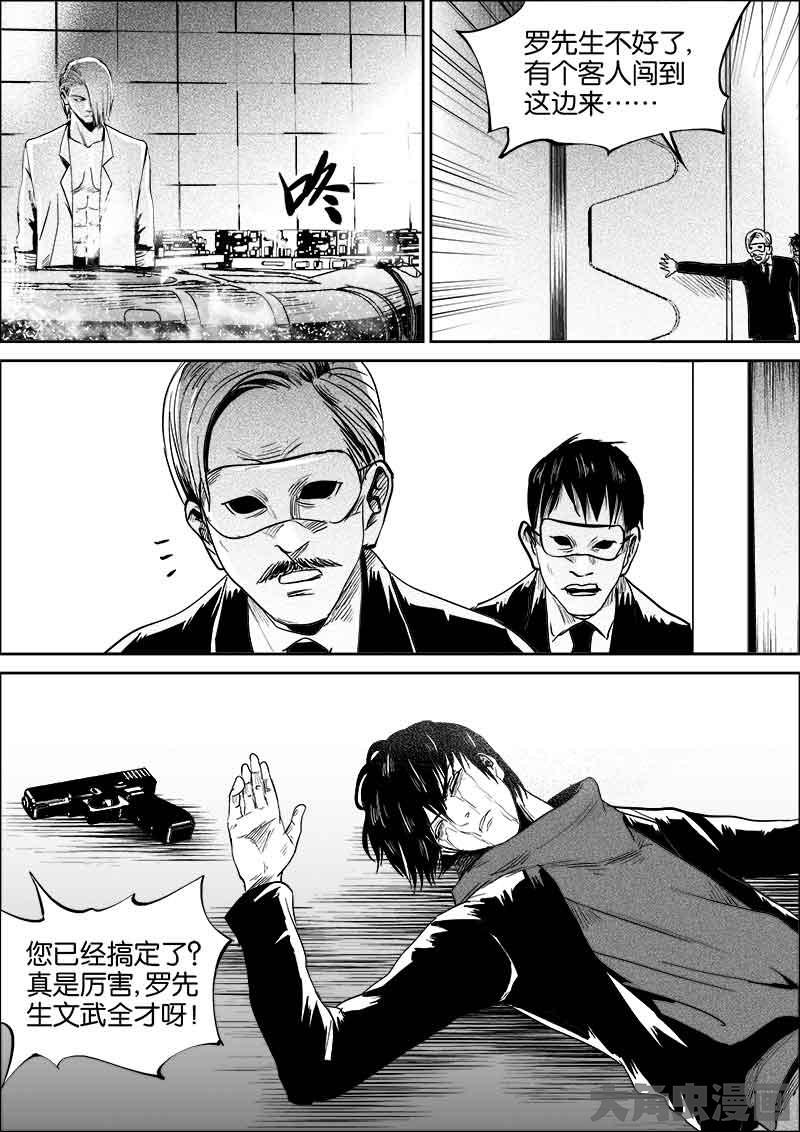 咚
罗先生不好了，
有个客人闯到
这边来……
您已经搞定了？
真是厉害，罗先
生文武全才呀！
大角虫漫画